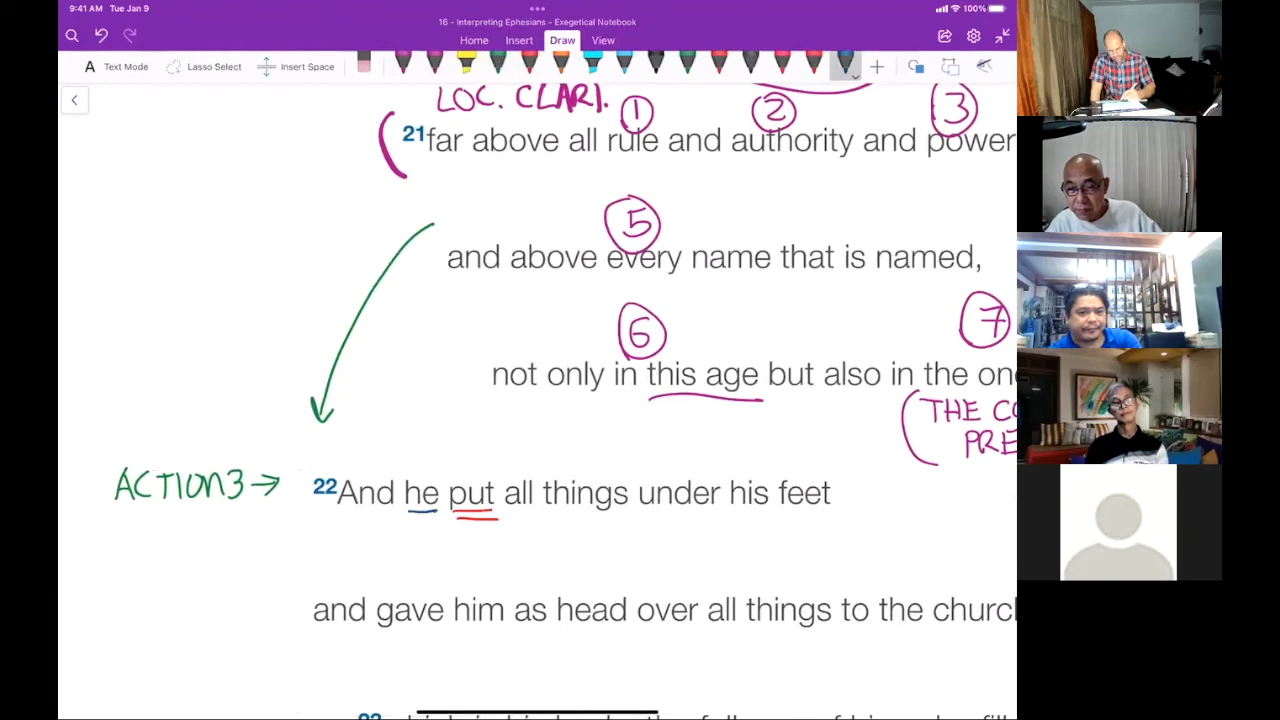 9:41 AM Tue Jan 9
100%
16 - Interpreting Ephesians - Exegetical Notebook
Home Insert Draw View
A Text Mode Lasso Select Insert Space
LOC. CLARI.
1 2 3
21 far above all rule and authority and power
5
and above every name that is named,
6 7
not only in this age but also in the
THE
ACTION 3 → 22 And he put all things under his feet
and gave him as head over all things to the church